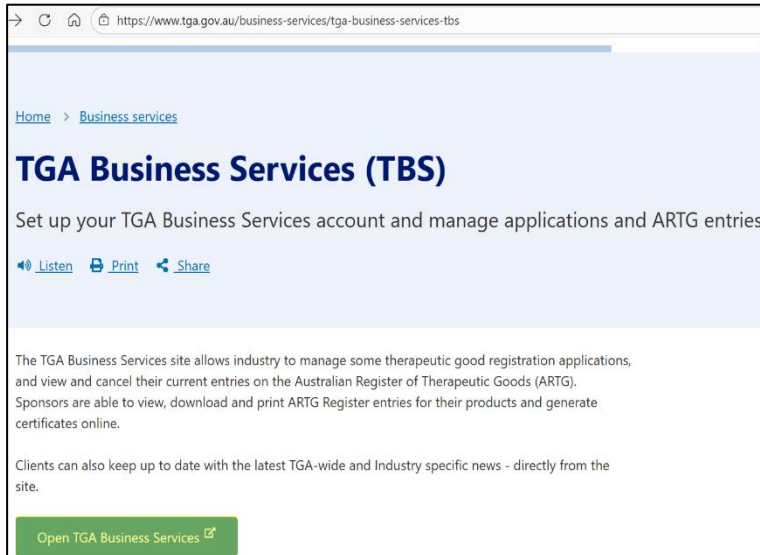 https://www.tga.gov.au/business-services/tga-business-services-tbs
Home > Business services
TGA Business Services (TBS)
Set up your TGA Business Services account and manage applications and ARTG entries
Listen Print Share
The TGA Business Services site allows industry to manage some therapeutic good registration applications,
and view and cancel their current entries on the Australian Register of Therapeutic Goods (ARTG).
Sponsors are able to view, download and print ARTG Register entries for their products and generate
certificates online.
Clients can also keep up to date with the latest TGA-wide and Industry specific news - directly from the
site.
Open TGA Business Services